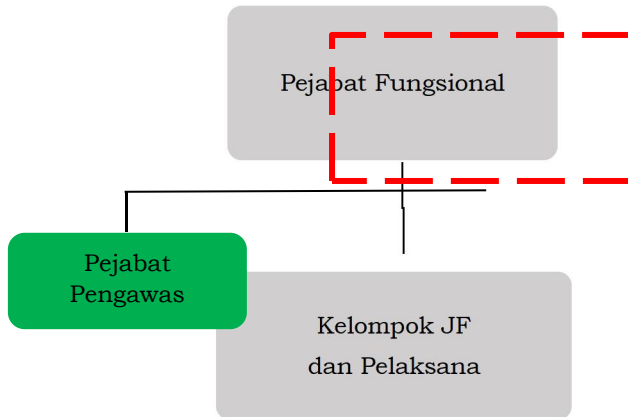 Pejabat Fungsional
Pejabat
Pengawas
Kelompok JF
dan Pelaksana